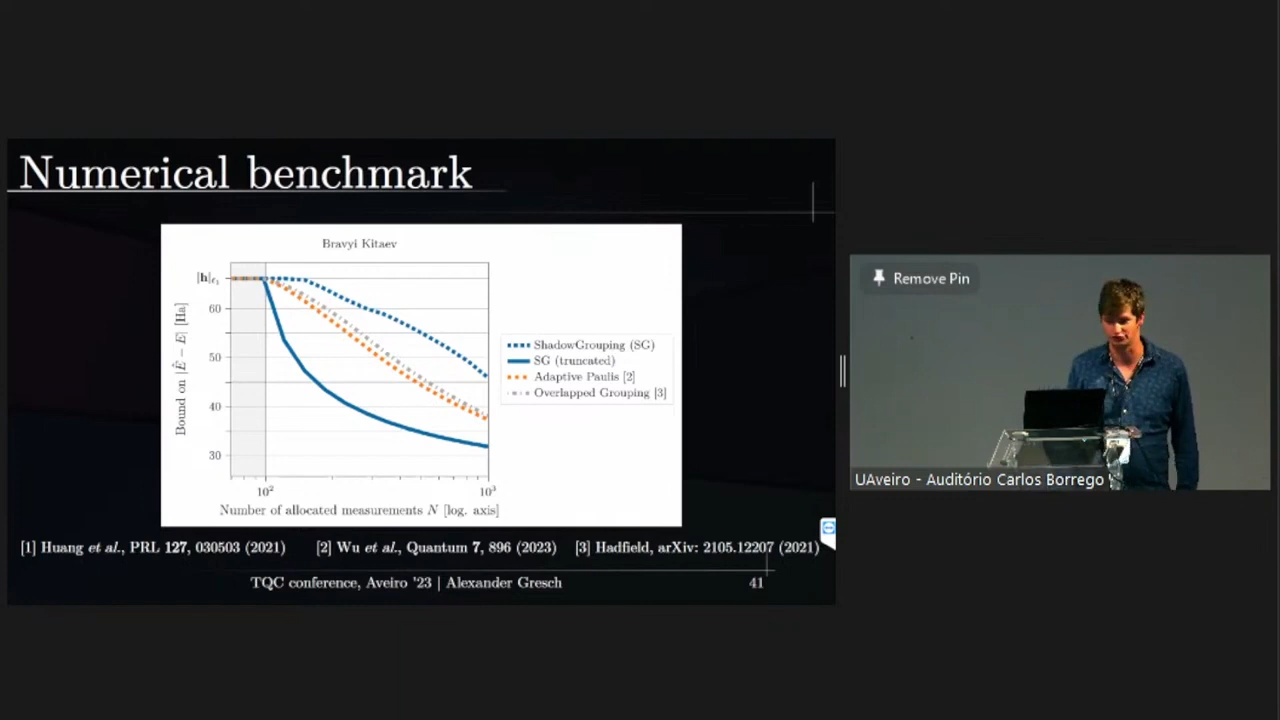 Numerical benchmark
Bravyi Kitaev
|h|ℓ₁
60
50
40
30
Bound on |Ê − E| [Ha]
10²
10³
Number of allocated measurements N [log. axis]
ShadowGrouping (SG)
SG (truncated)
Adaptive Paulis [2]
Overlapped Grouping [3]
[1] Huang et al., PRL 127, 030503 (2021) [2] Wu et al., Quantum 7, 896 (2023) [3] Hadfield, arXiv: 2105.12207 (2021)
TQC conference, Aveiro '23 | Alexander Gresch
41
Remove Pin
UAveiro - Auditório Carlos Borrego